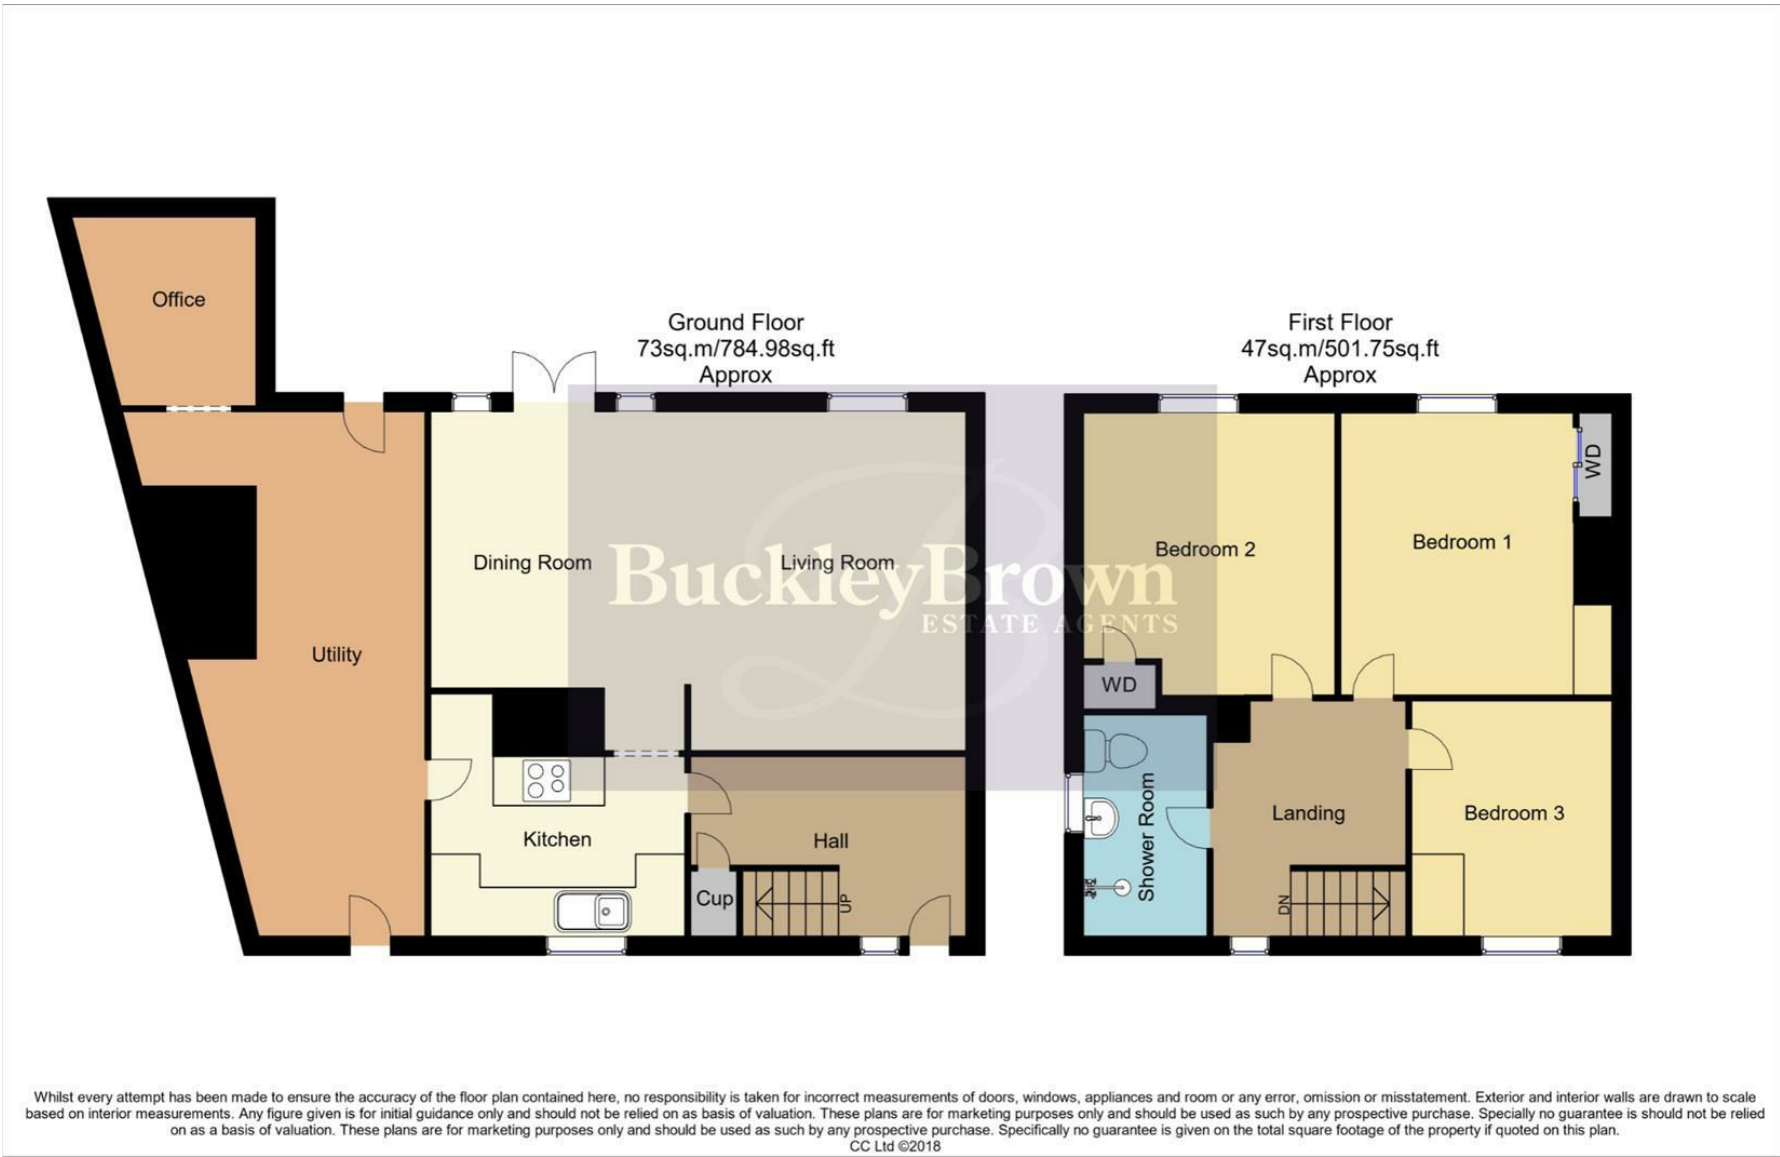 Office
Ground Floor
73sq.m/784.98sq.ft
Approx
Dining Room
Living Room
Utility
Kitchen
Hall
Cup
UP
First Floor
47sq.m/501.75sq.ft
Approx
Bedroom 2
Bedroom 1
WD
WD
Shower Room
Landing
Bedroom 3
DN
BuckleyBrown
ESTATE AGENTS
Whilst every attempt has been made to ensure the accuracy of the floor plan contained here, no responsibility is taken for incorrect measurements of doors, windows, appliances and room or any error, omission or misstatement. Exterior and interior walls are drawn to scale
based on interior measurements. Any figure given is for initial guidance only and should not be relied on as basis of valuation. These plans are for marketing purposes only and should be used as such by any prospective purchase. Specially no guarantee is should not be relied
on as a basis of valuation. These plans are for marketing purposes only and should be used as such by any prospective purchase. Specifically no guarantee is given on the total square footage of the property if quoted on this plan.
CC Ltd ©2018